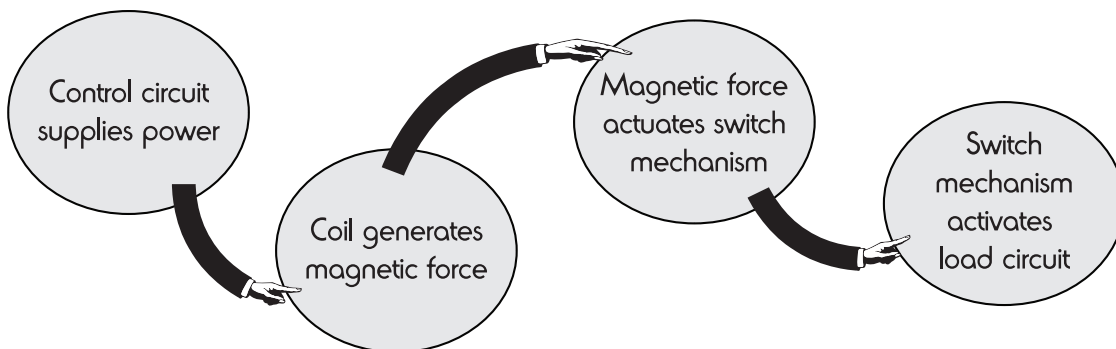 Control circuit
supplies power
Coil generates
magnetic force
Magnetic force
actuates switch
mechanism
Switch
mechanism
activates
load circuit